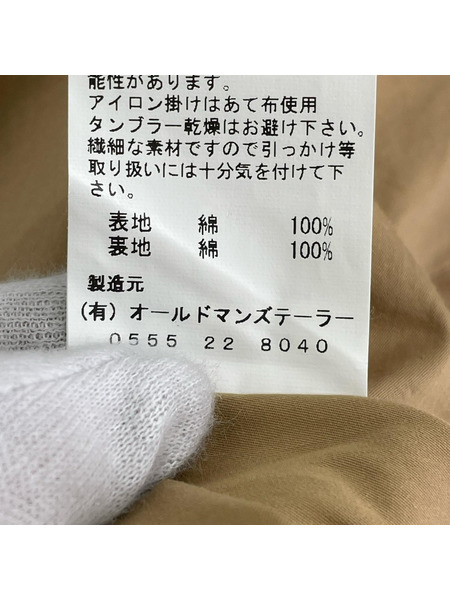 能性があります。
アイロン掛けはあて布使用
タンブラー乾燥はお避け下さい。
繊細な素材ですので引っかけ等
取り扱いには十分気を付けて下
さい。
表地 綿 100%
裏地 綿 100%
製造元
(有) オールドマンズテーラー
0555 22 8040